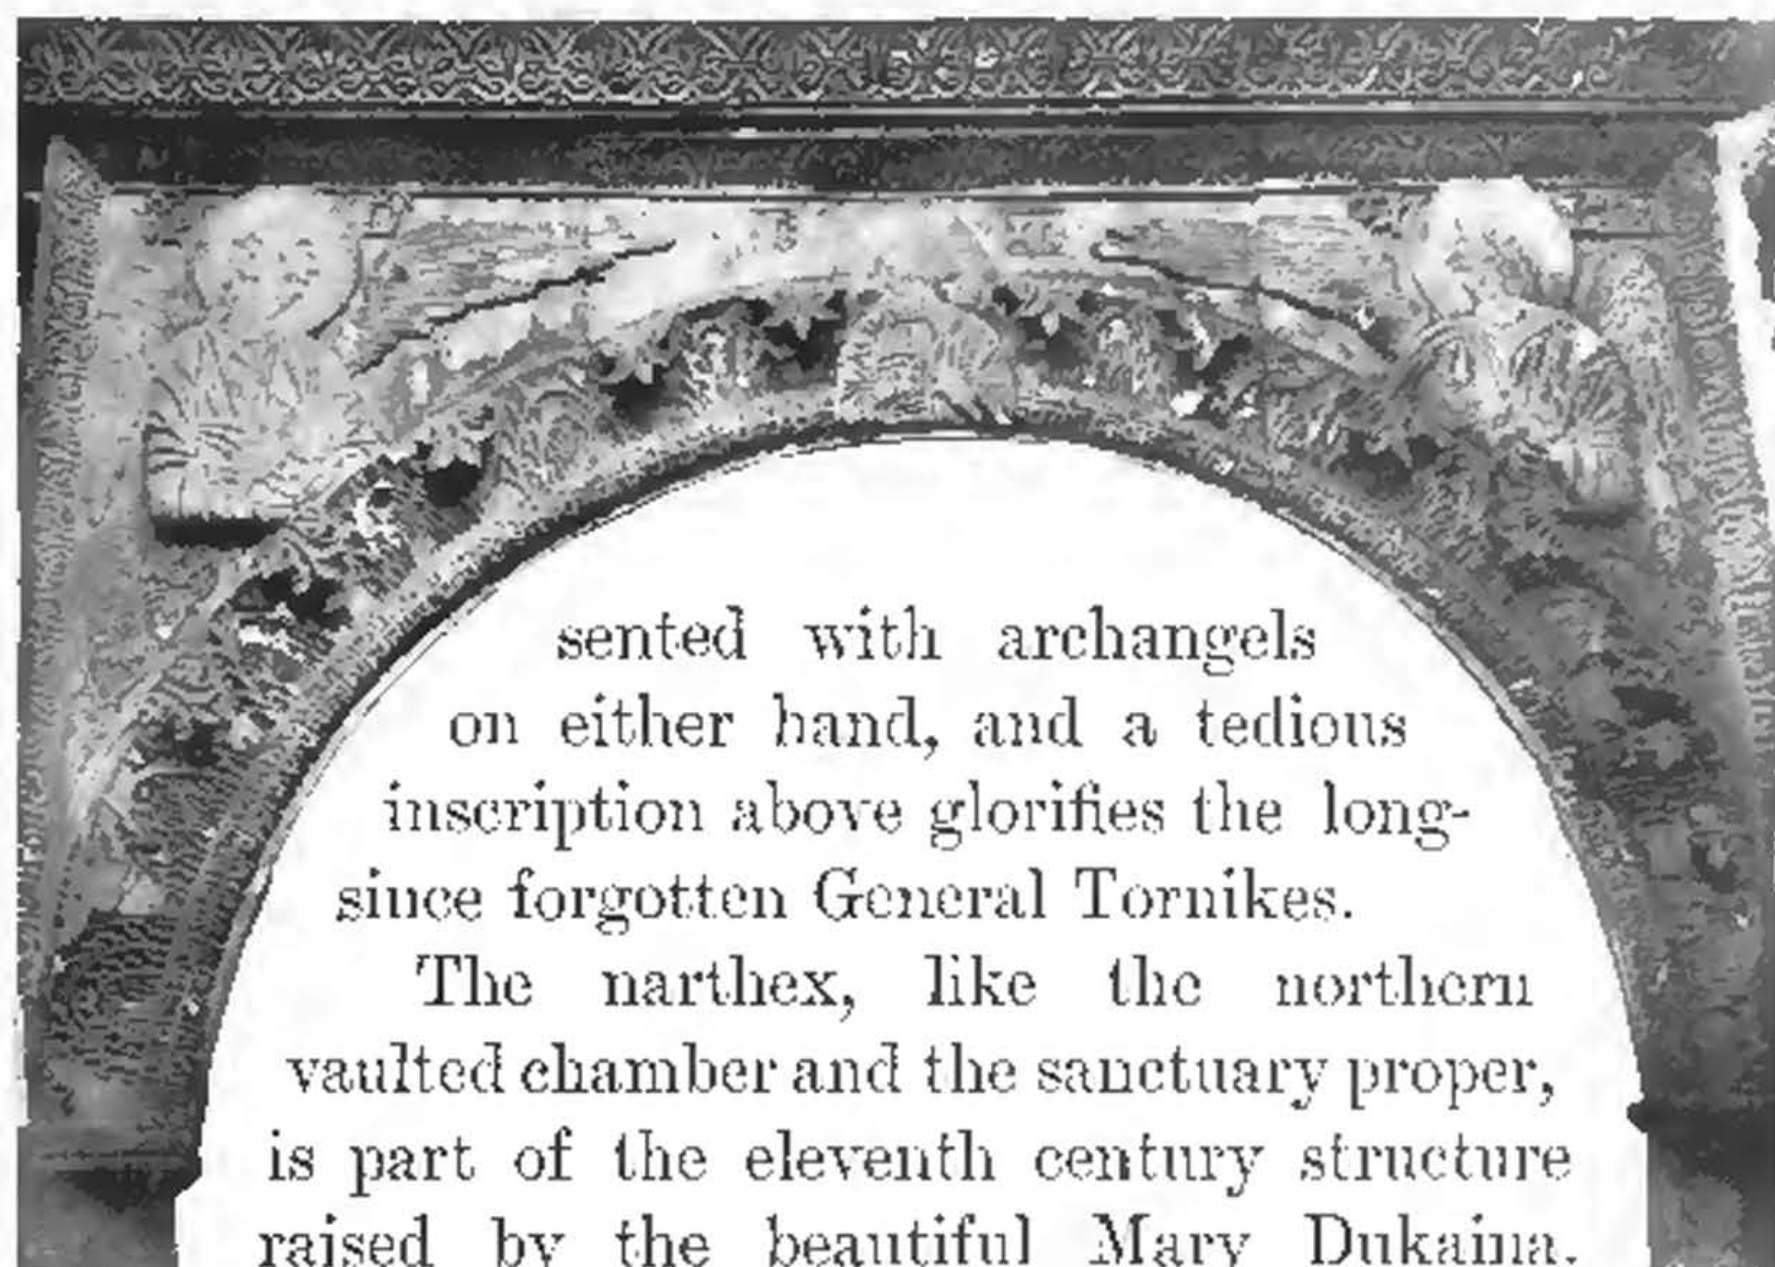 sented with archangels
on either hand, and a tedious
inscription above glorifies the long-
since forgotten General Tornikes.
The narthex, like the northern
vaulted chamber and the sanctuary proper,
is part of the eleventh century structure
raised by the beautiful Mary Dukaina.